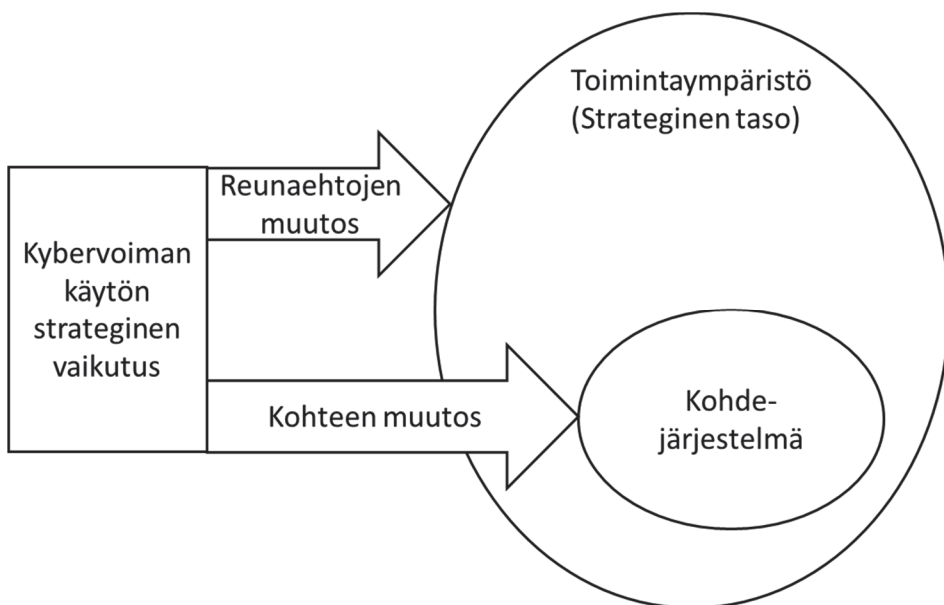 Toimintaympäristö
(Strateginen taso)
Reunaehtojen
muutos
Kybervoiman
käytön
strateginen
vaikutus
Kohteen muutos
Kohde-
järjestelmä